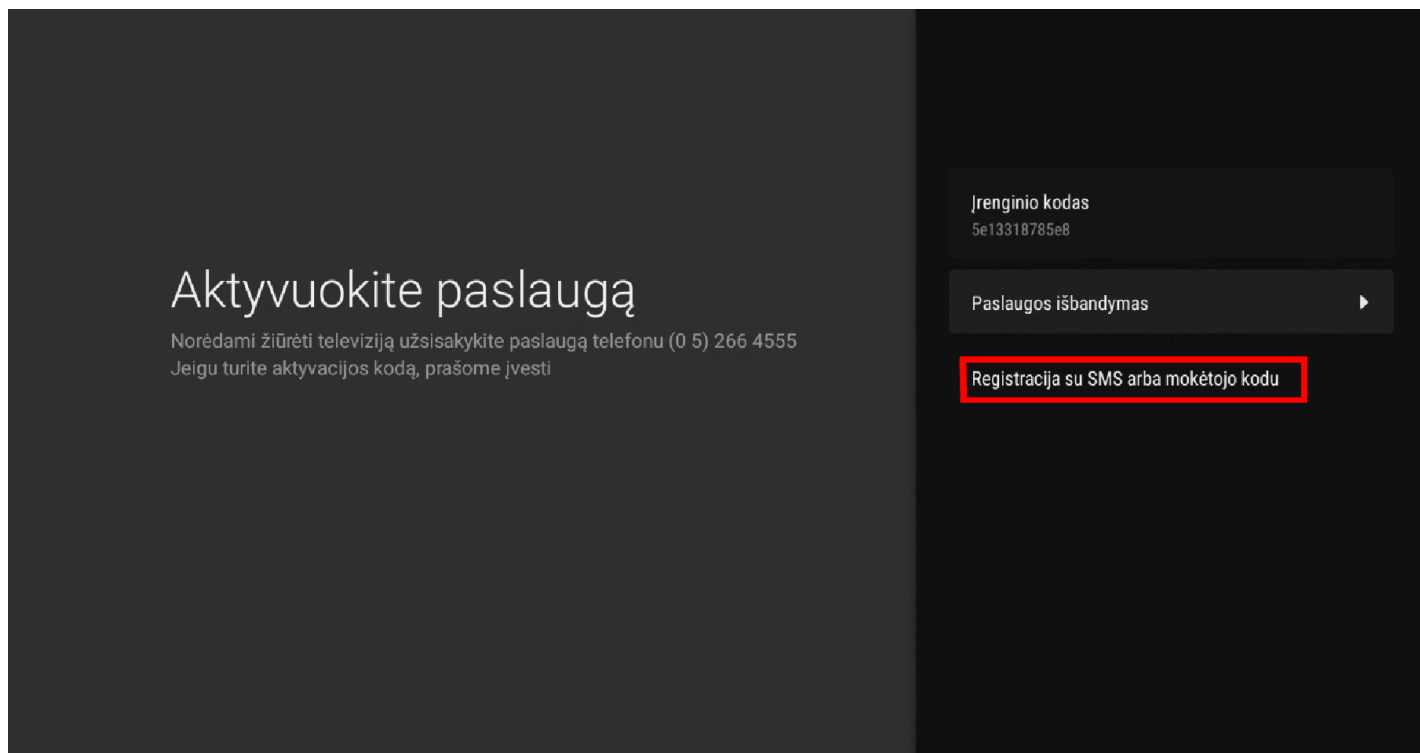 Aktyvuokite paslaugą
Norėdami žiūrėti televiziją užsisakykite paslaugą telefonu (0 5) 266 4555
Jeigu turite aktyvacijos kodą, prašome įvesti
Įrenginio kodas
5e13318785e8
Paslaugos išbandymas
Registracija su SMS arba mokėtojo kodu